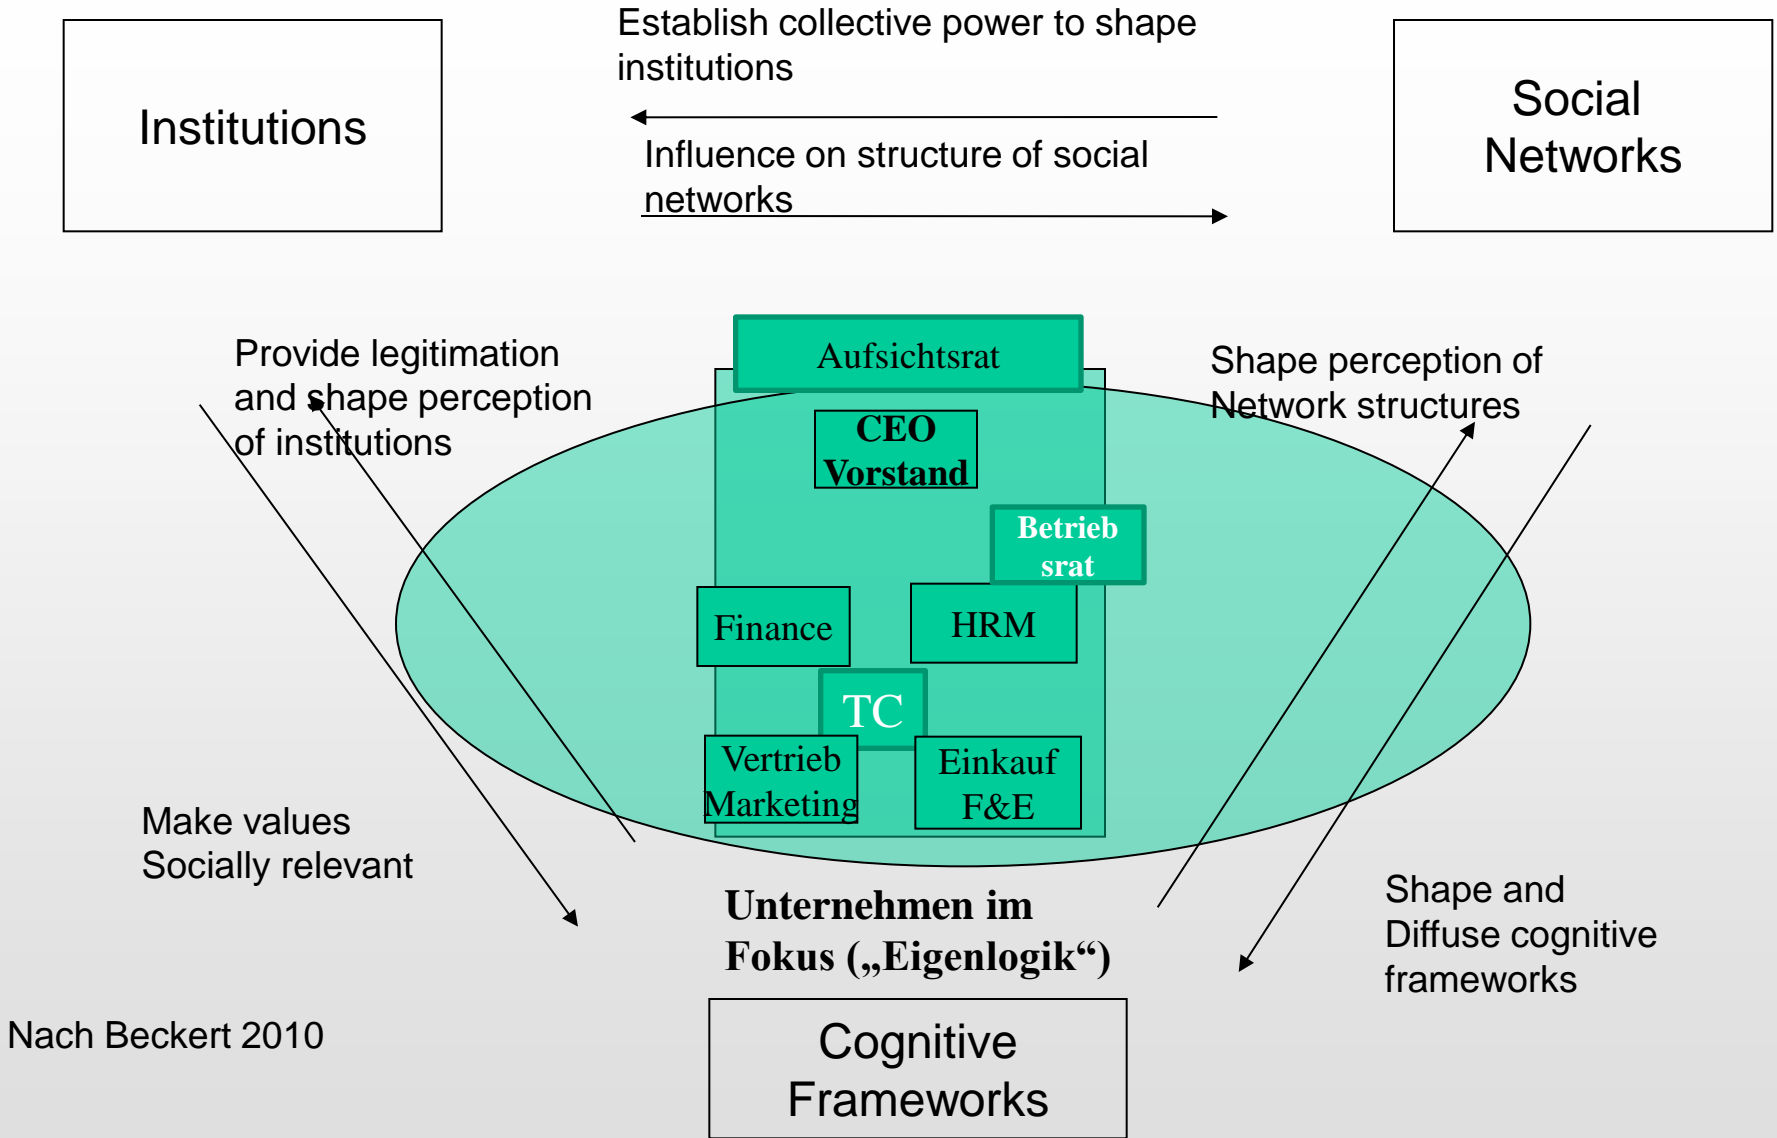 Establish collective power to shape
institutions
Institutions
Social
Networks
Influence on structure of social
networks
Provide legitimation
and shape perception
of institutions
Aufsichtsrat
Shape perception of
Network structures
CEO
Vorstand
Betrieb
srat
Finance
HRM
TC
Vertrieb
Marketing
Einkauf
F&E
Make values
Socially relevant
Unternehmen im
Fokus („Eigenlogik“)
Shape and
Diffuse cognitive
frameworks
Nach Beckert 2010
Cognitive
Frameworks